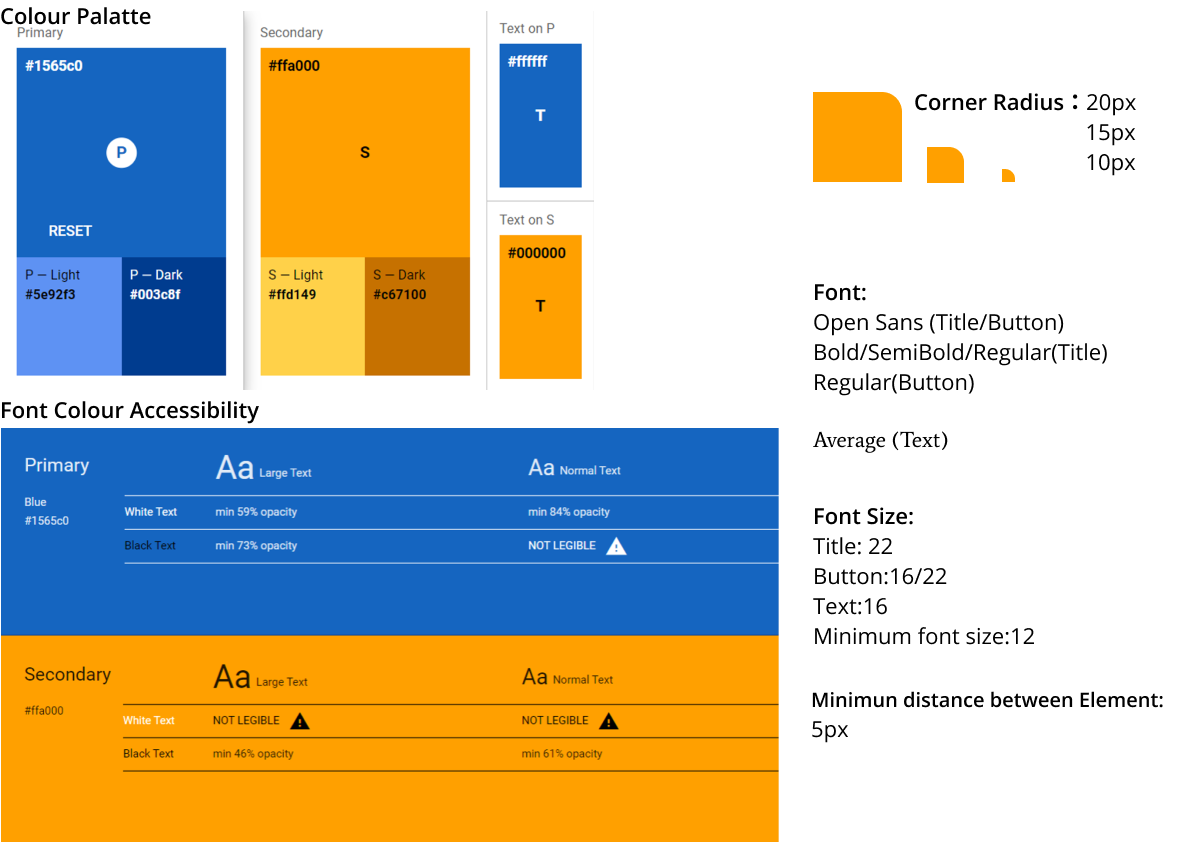 Colour Palatte
Primary
#1565c0
P
RESET
P — Light
#5e92f3
P — Dark
#003c8f
Secondary
#ffa000
S
S — Light
#ffd149
S — Dark
#c67100
Text on P
#ffffff
T
Text on S
#000000
T
Corner Radius：20px
15px
10px
Font:
Open Sans (Title/Button)
Bold/SemiBold/Regular(Title)
Regular(Button)
Average (Text)
Font Size:
Title: 22
Button:16/22
Text:16
Minimum font size:12
Minimun distance between Element:
5px
Font Colour Accessibility
Primary
Blue
#1565c0
Aa Large Text
Aa Normal Text
White Text min 59% opacity min 84% opacity
Black Text min 73% opacity NOT LEGIBLE
Secondary
#ffa000
Aa Large Text
Aa Normal Text
White Text NOT LEGIBLE NOT LEGIBLE
Black Text min 46% opacity min 61% opacity